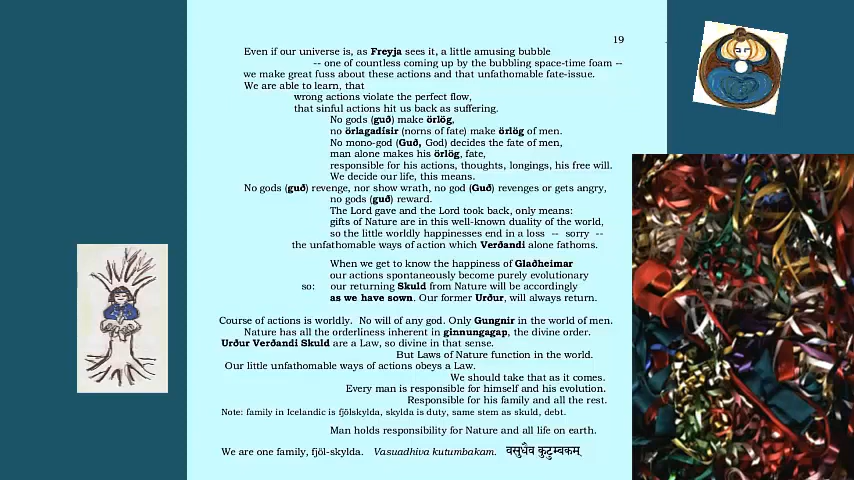 19
Even if our universe is, as Freyja sees it, a little amusing bubble
-- one of countless coming up by the bubbling space-time foam --
we make great fuss about these actions and that unfathomable fate-issue.
We are able to learn, that
wrong actions violate the perfect flow,
that sinful actions hit us back as suffering.
No gods (guð) make örlög,
no örlagadísir (norns of fate) make örlög of men.
No mono-god (Guð, God) decides the fate of men,
man alone makes his örlög, fate,
responsible for his actions, thoughts, longings, his free will.
We decide our life, this means.
No gods (guð) revenge, nor show wrath, no god (Guð) revenges or gets angry,
no gods (guð) reward.
The Lord gave and the Lord took back, only means:
gifts of Nature are in this well-known duality of the world,
so the little worldly happinesses end in a loss -- sorry --
the unfathomable ways of action which Verðandi alone fathoms.
When we get to know the happiness of Glaðheimar
our actions spontaneously become purely evolutionary
so: our returning Skuld from Nature will be accordingly
as we have sown. Our former Urður, will always return.
Course of actions is worldly. No will of any god. Only Gungnir in the world of men.
Nature has all the orderliness inherent in ginnungagap, the divine order.
Urður Verðandi Skuld are a Law, so divine in that sense.
But Laws of Nature function in the world.
Our little unfathomable ways of actions obeys a Law.
We should take that as it comes.
Every man is responsible for himself and his evolution.
Responsible for his family and all the rest.
Note: family in Icelandic is fjölskylda, skylda is duty, same stem as skuld, debt.
Man holds responsibility for Nature and all life on earth.
We are one family, fjöl-skylda. Vasuadhiva kutumbakam. वसुधैव कुटुम्बकम्